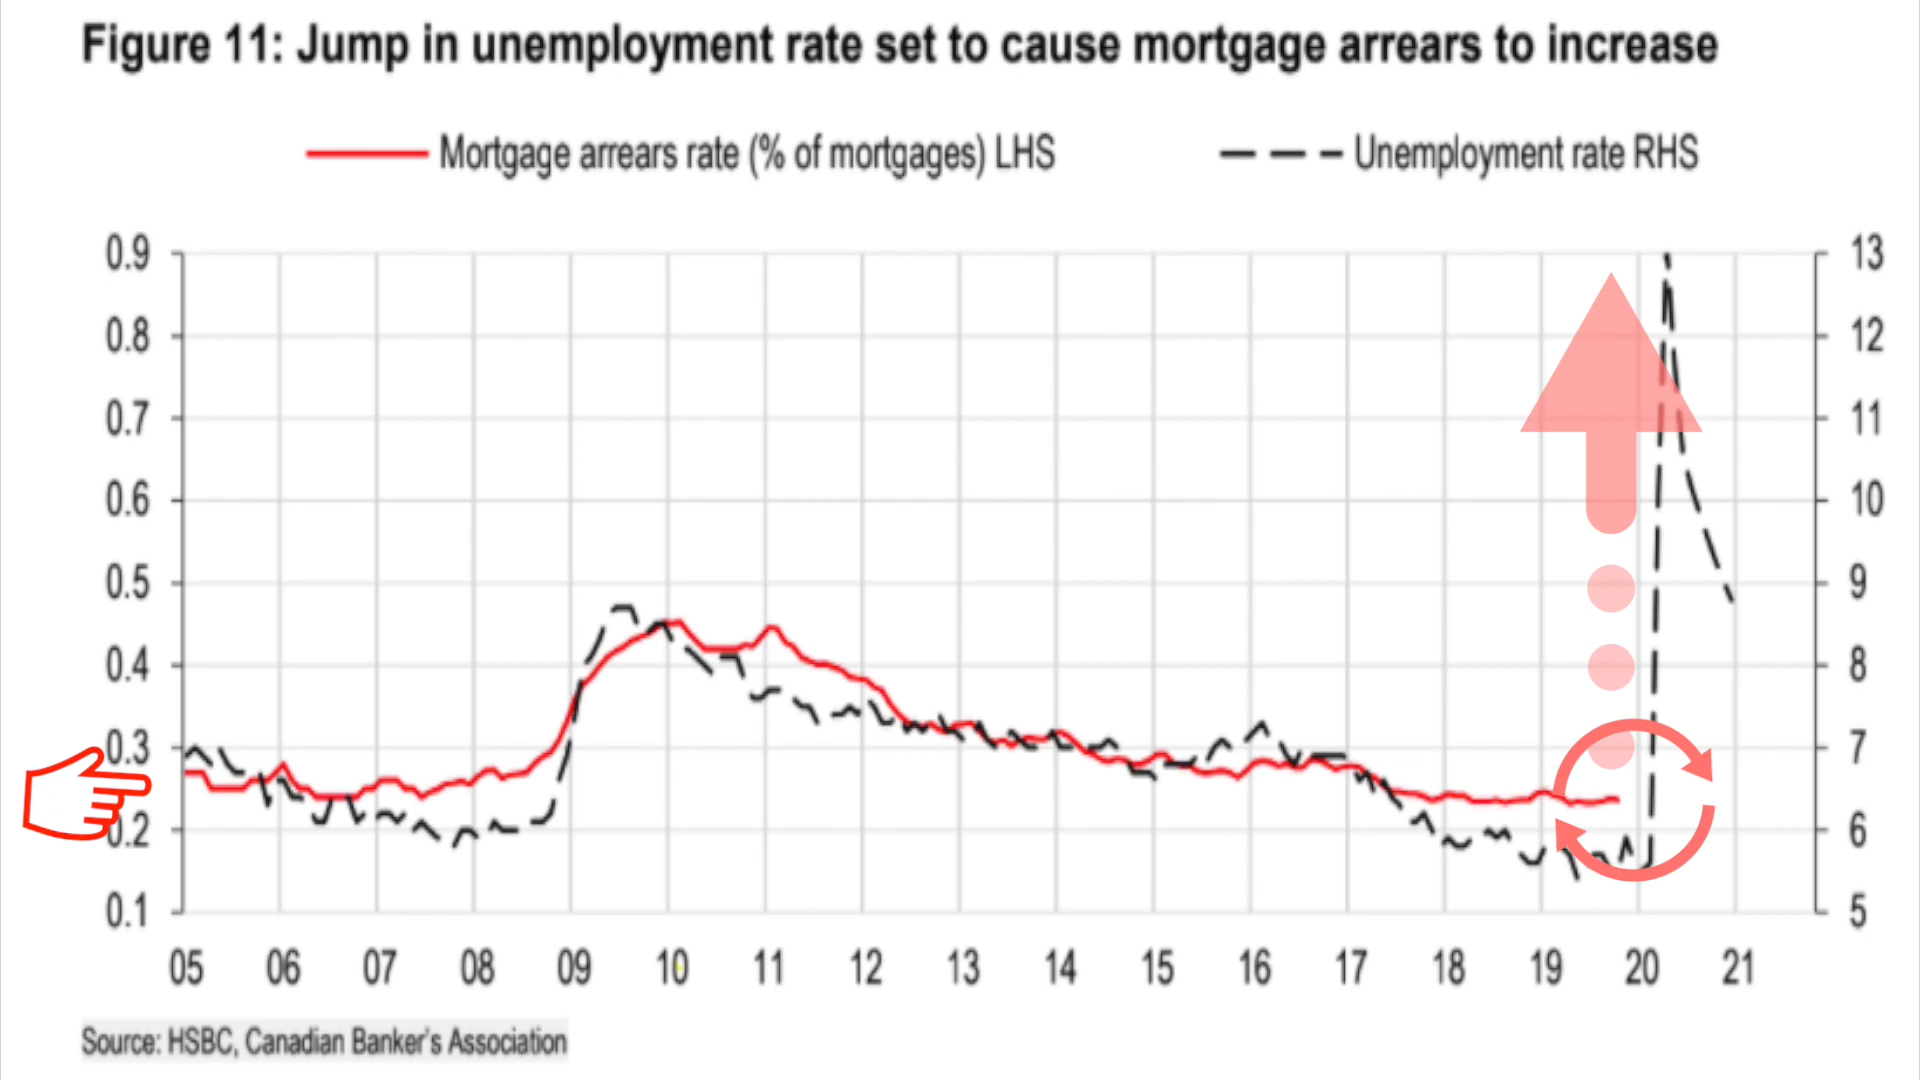 Figure 11: Jump in unemployment rate set to cause mortgage arrears to increase
Mortgage arrears rate (% of mortgages) LHS
Unemployment rate RHS
0.9 13
0.8 12
0.7 11
0.6 10
0.5 9
0.4 8
0.3 7
0.2 6
0.1 5
05 06 07 08 09 10 11 12 13 14 15 16 17 18 19 20 21
Source: HSBC, Canadian Banker's Association